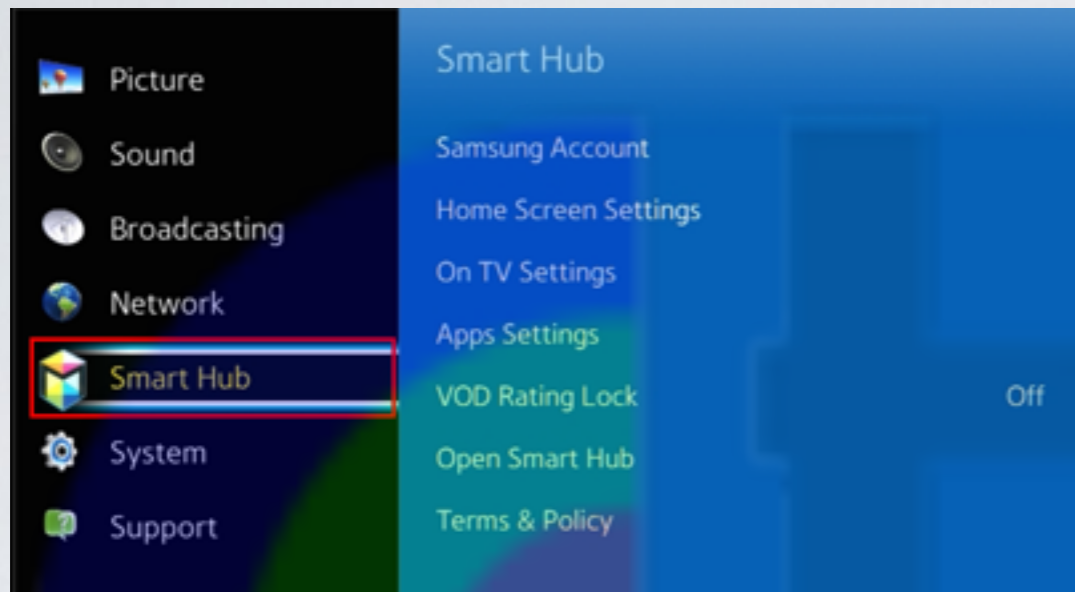 Picture
Sound
Broadcasting
Network
Smart Hub
System
Support
Smart Hub
Samsung Account
Home Screen Settings
On TV Settings
Apps Settings
VOD Rating Lock Off
Open Smart Hub
Terms & Policy